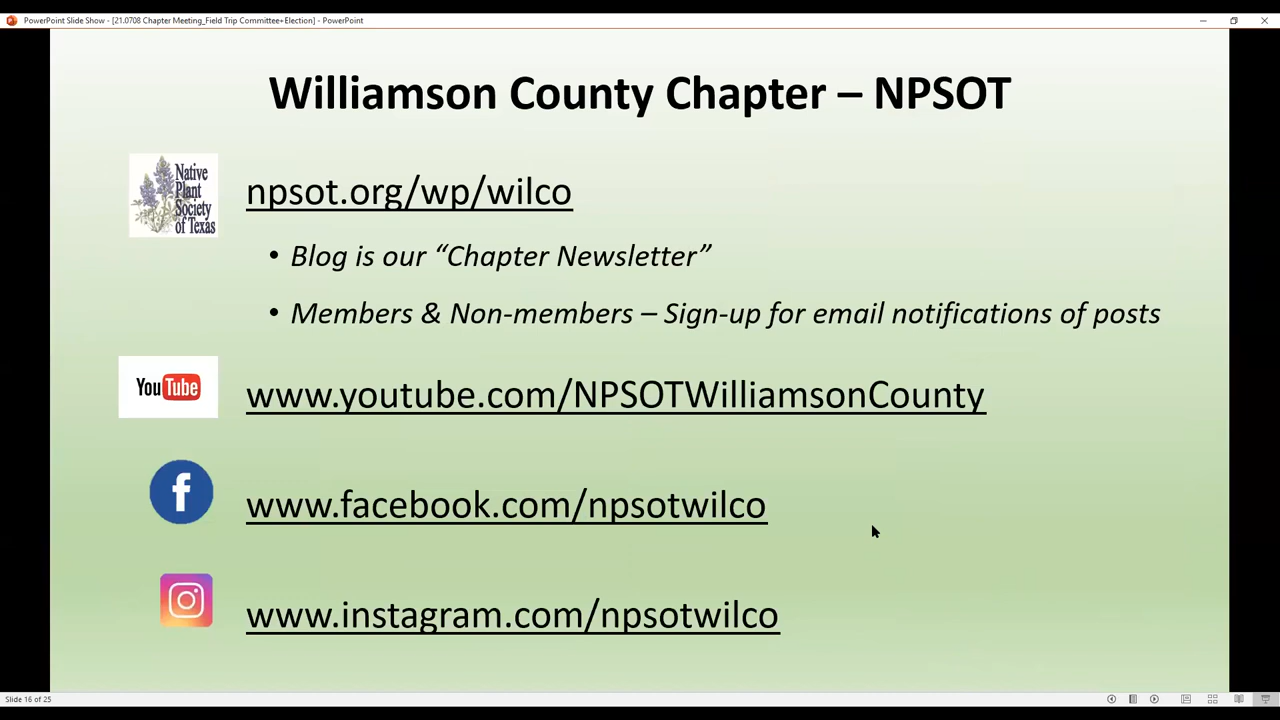 PowerPoint Slide Show - [21.0708 Chapter Meeting_Field Trip Committee+Election] - PowerPoint
Williamson County Chapter – NPSOT
Native
Plant
Society
of Texas
npsot.org/wp/wilco
• Blog is our “Chapter Newsletter”
• Members & Non-members – Sign-up for email notifications of posts
YouTube
www.youtube.com/NPSOTWilliamsonCounty
f
www.facebook.com/npsotwilco
www.instagram.com/npsotwilco
Slide 16 of 25